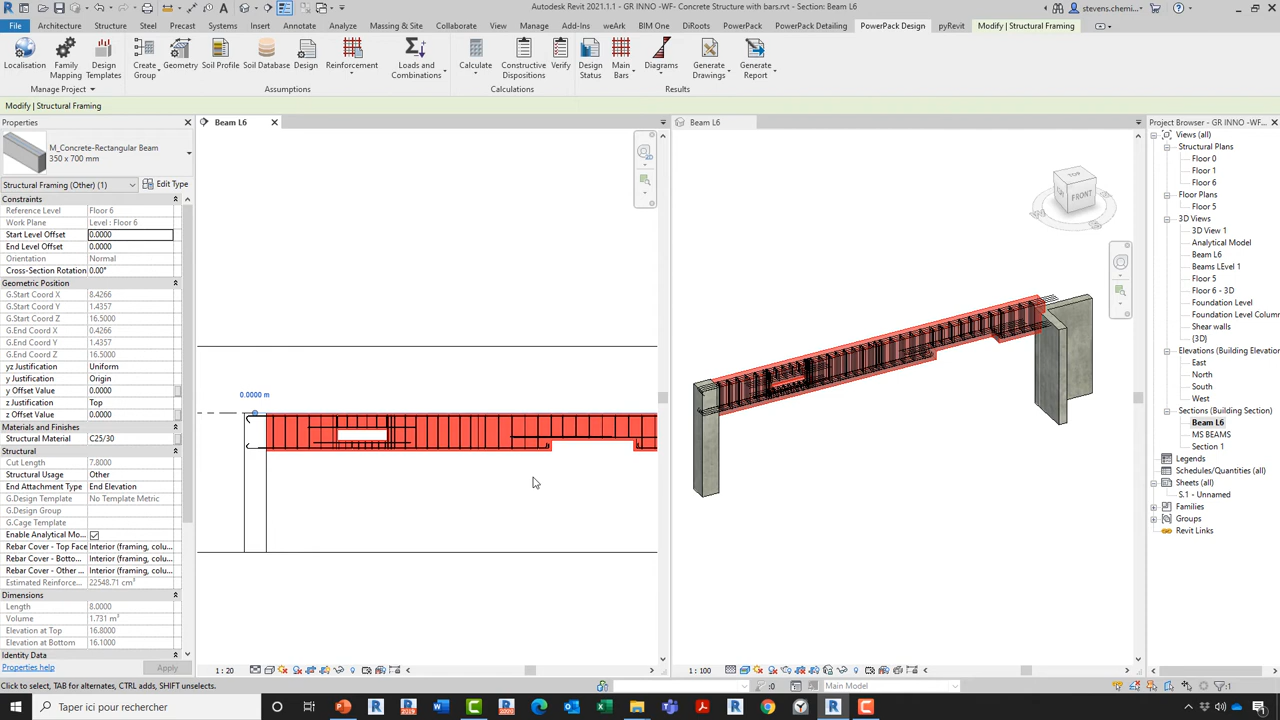 Autodesk Revit 2021.1.1 - GR INNO -WF- Concrete Structure with bars.rvt - Section: Beam L6
stevens.chemi...
File Architecture Structure Steel Precast Systems Insert Annotate Analyze Massing & Site Collaborate View Manage Add-Ins weArk BIM One DiRoots PowerPack PowerPack Detailing PowerPack Design pyRevit Modify | Structural Framing
Localisation Family Mapping Design Templates Create Group Geometry Soil Profile Soil Database Design Reinforcement Loads and Combinations Calculate Constructive Dispositions Verify Design Status Main Bars Diagrams Generate Drawings Generate Report
Manage Project Assumptions Calculations Results
Modify | Structural Framing
Properties
M_Concrete-Rectangular Beam
350 x 700 mm
Structural Framing (Other) (1) Edit Type
Constraints
Reference Level Floor 6
Work Plane Level : Floor 6
Start Level Offset 0.0000
End Level Offset 0.0000
Orientation Normal
Cross-Section Rotation 0.00°
Geometric Position
G.Start Coord X 8.4266
G.Start Coord Y 1.4357
G.Start Coord Z 16.5000
G.End Coord X 0.4266
G.End Coord Y 1.4357
G.End Coord Z 16.5000
yz Justification Uniform
y Justification Origin
y Offset Value 0.0000
z Justification Top
z Offset Value 0.0000
Materials and Finishes
Structural Material C25/30
Structural
Cut Length 7.8000
Structural Usage Other
End Attachment Type End Elevation
G.Design Template No Template Metric
G.Design Group
G.Cage Template
Enable Analytical Mo...
Rebar Cover - Top Face Interior (framing, colu...
Rebar Cover - Botto... Interior (framing, colu...
Rebar Cover - Other ... Interior (framing, colu...
Estimated Reinforce... 22548.71 cm³
Dimensions
Length 8.0000
Volume 1.731 m³
Elevation at Top 16.8000
Elevation at Bottom 16.1000
Identity Data
Properties help Apply
Beam L6
0.0000 m
1 : 20
Beam L6
TOP
FRONT
1 : 100
Project Browser - GR INNO -WF- Co...
Views (all)
Structural Plans
Floor 0
Floor 1
Floor 6
Floor Plans
Floor 5
3D Views
3D View 1
Analytical Model
Beam L6
Beams LEvel 1
Floor 5
Floor 6 - 3D
Foundation Level
Foundation Level Column
Shear walls
{3D}
Elevations (Building Elevation
East
North
South
West
Sections (Building Section)
Beam L6
MS BEAMS
Section 1
Legends
Schedules/Quantities (all)
Sheets (all)
S.1 - Unnamed
Families
Groups
Revit Links
Click to select, TAB for alternates, CTRL adds, SHIFT unselects.
:0
Main Model
:1
Taper ici pour rechercher